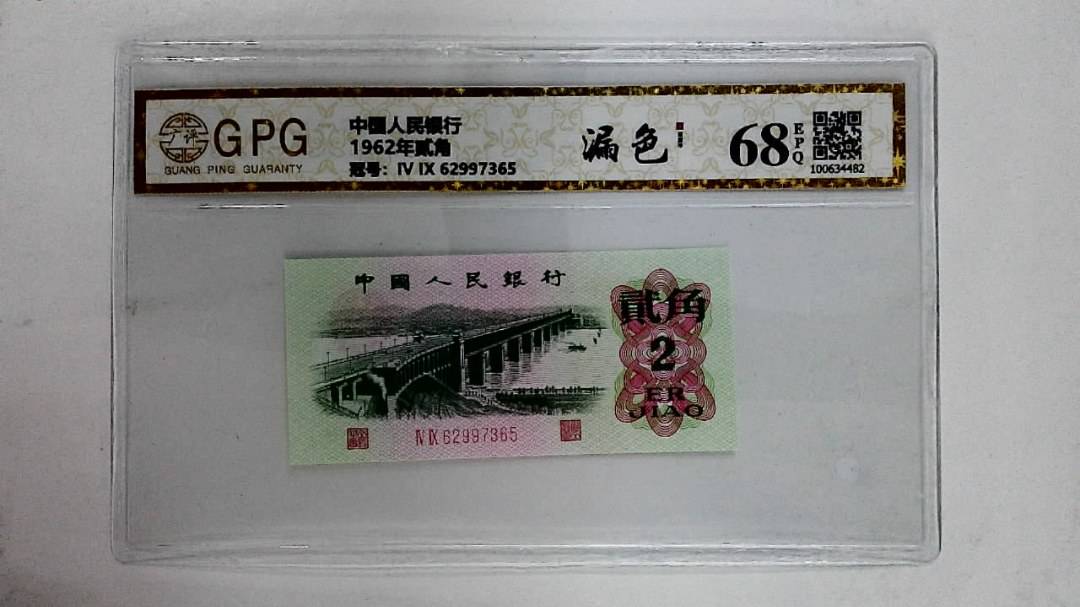 广评
GPG
GUANG PING GUARANTY
中国人民银行
1962年贰角
冠号：IV IX 62997365
漏色
68
EPQ
100634482
中國人民銀行
貳角
2
ER
JIAO
IV IX 62997365